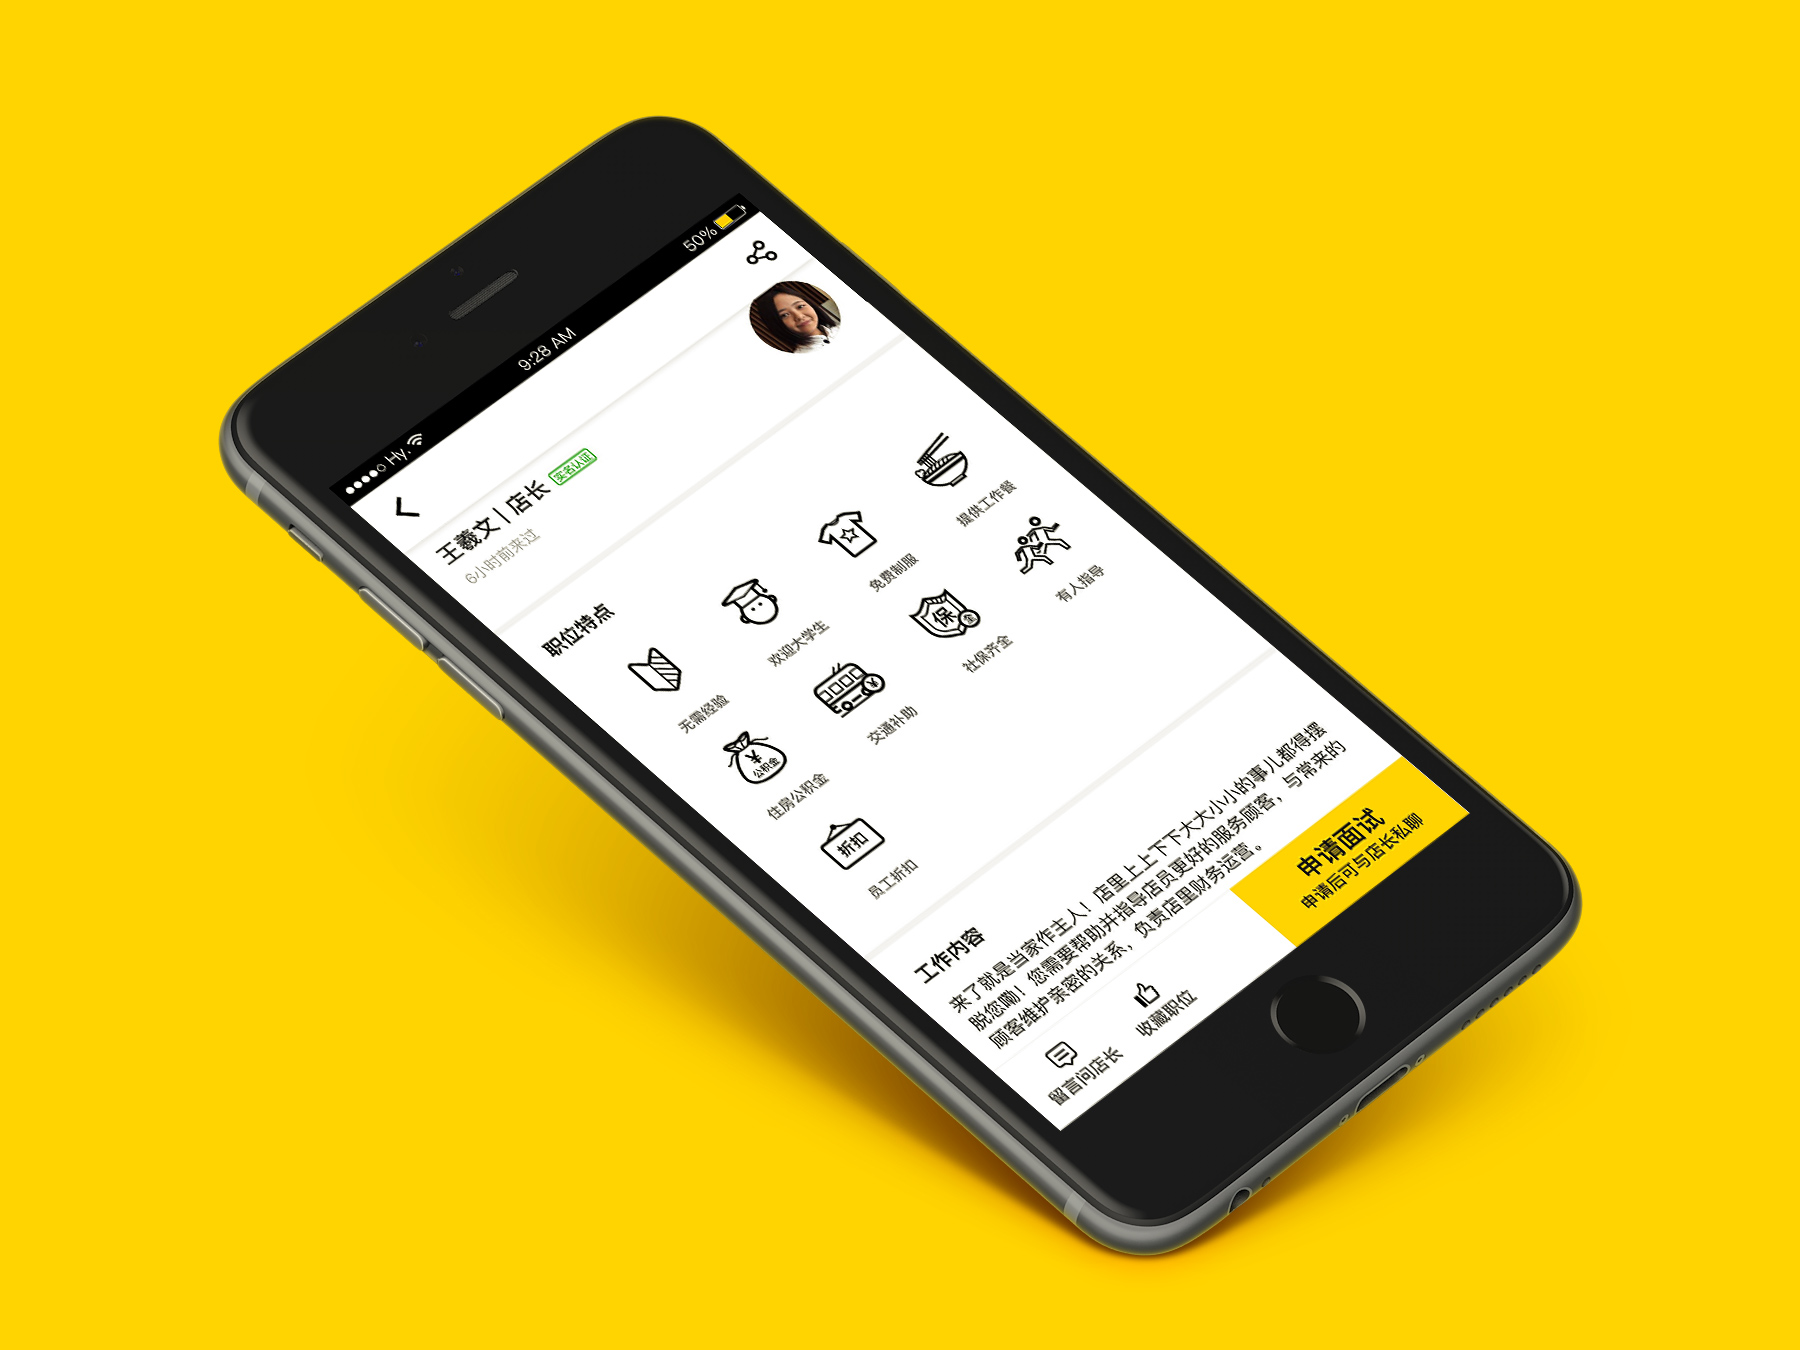 Hy. 9:28 AM 50%
王羲文 | 店长 实名认证
6小时前来过
职位特点
无需经验 欢迎大学生 免费制服 提供工作餐
¥ 公积金 ¥ 保 金
住房公积金 交通补助 社保齐全 有人指导
折扣
员工折扣
工作内容
来了就是当家作主人！店里上上下下大大小小的事儿都得摆
脱您嘞！您需要帮助并指导店员更好的服务顾客，与常来的
顾客维护亲密的关系，负责店里财务运营。
留言问店长 收藏职位 申请面试
申请后可与店长私聊